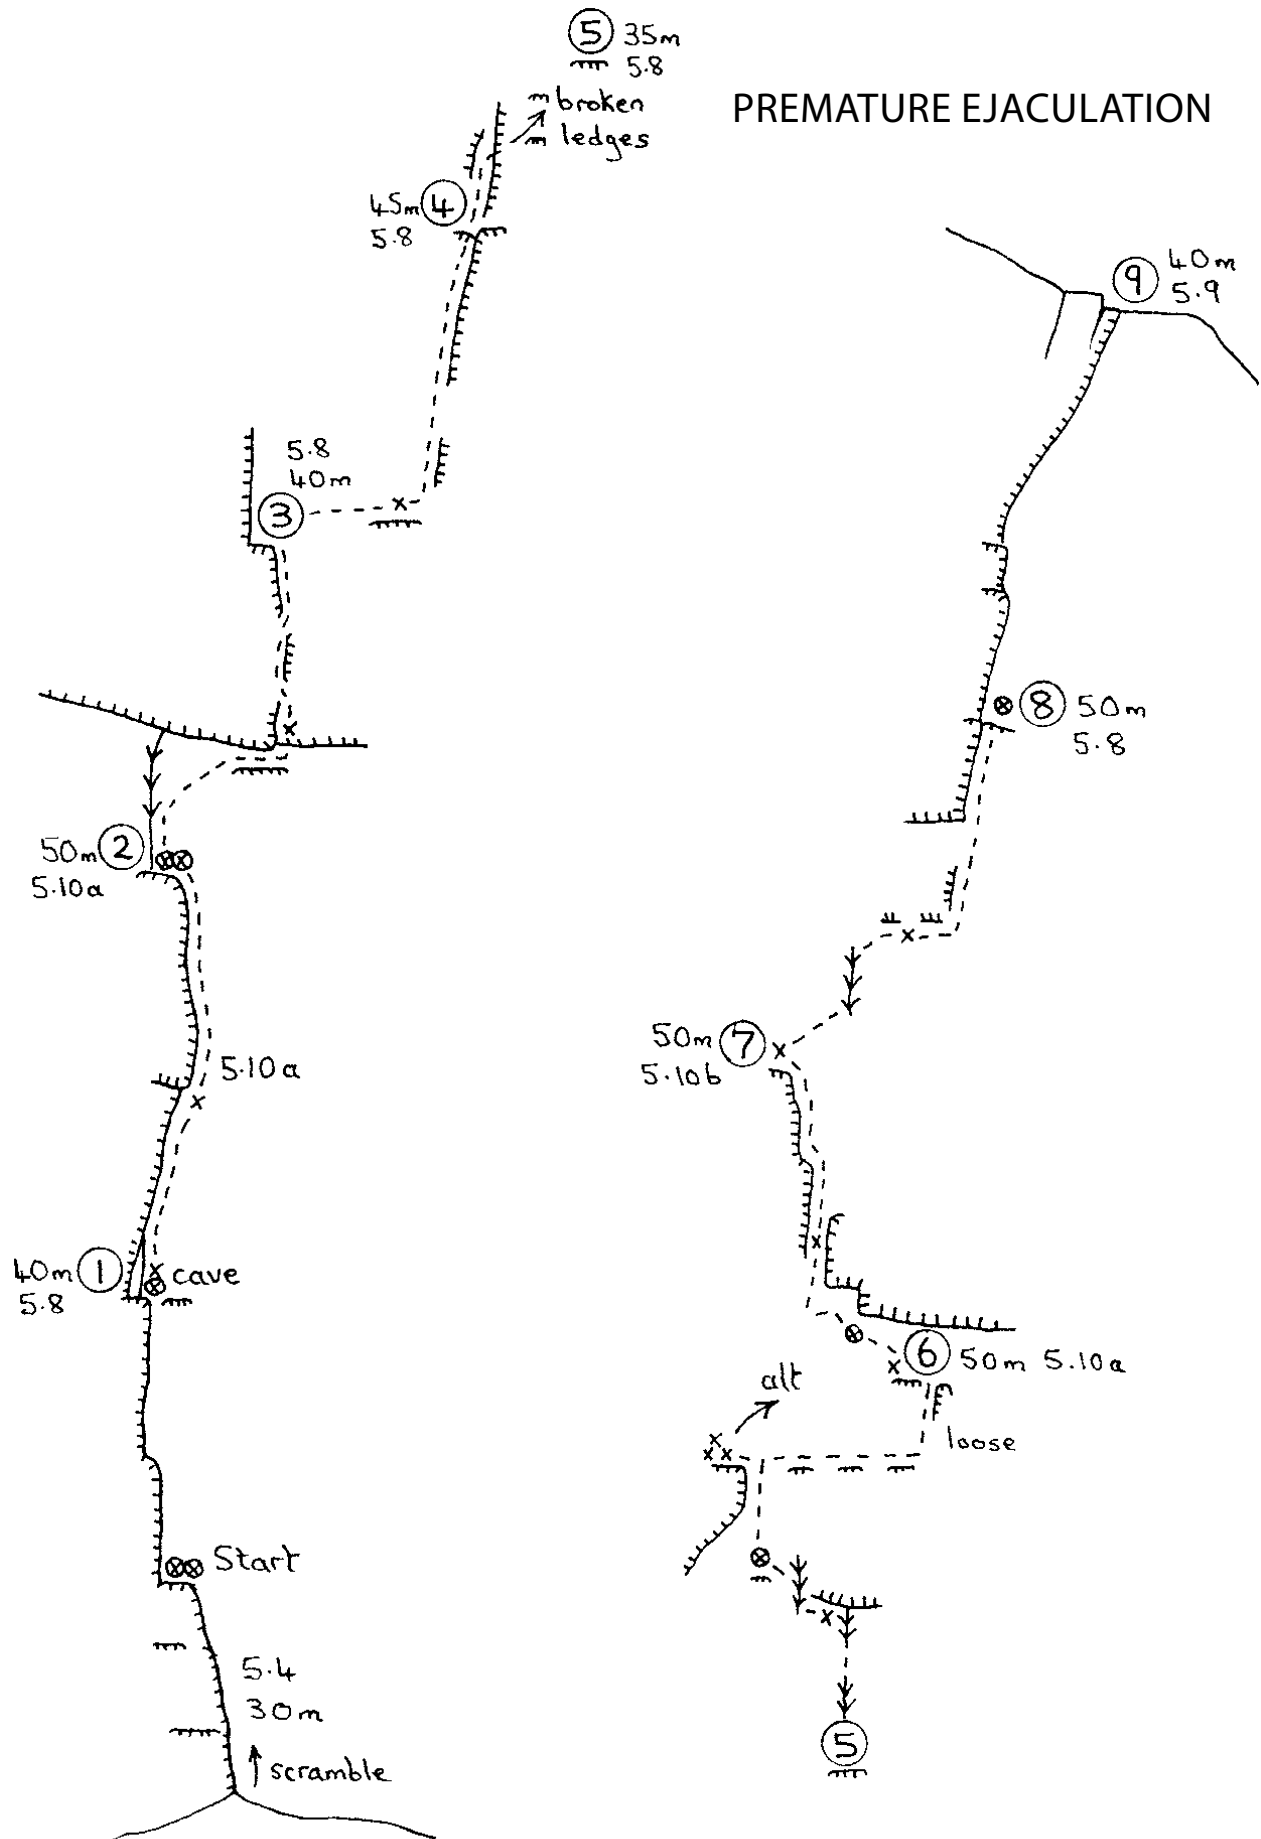 PREMATURE EJACULATION
5 35m
5.8
broken
ledges
45m 4
5.8
5.8
40m
3
50m 2
5.10a
5.10a
40m 1 cave
5.8
Start
5.4
30m
scramble
9 40m
5.9
8 50m
5.8
50m 7
5.10b
6 50m 5.10a
alt
loose
5